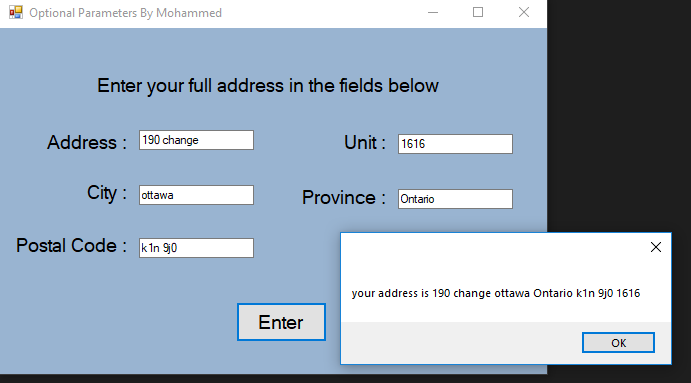 Optional Parameters By Mohammed
Enter your full address in the fields below
Address : 190 change Unit : 1616
City : ottawa Province : Ontario
Postal Code : k1n 9j0
your address is 190 change ottawa Ontario k1n 9j0 1616
Enter
OK